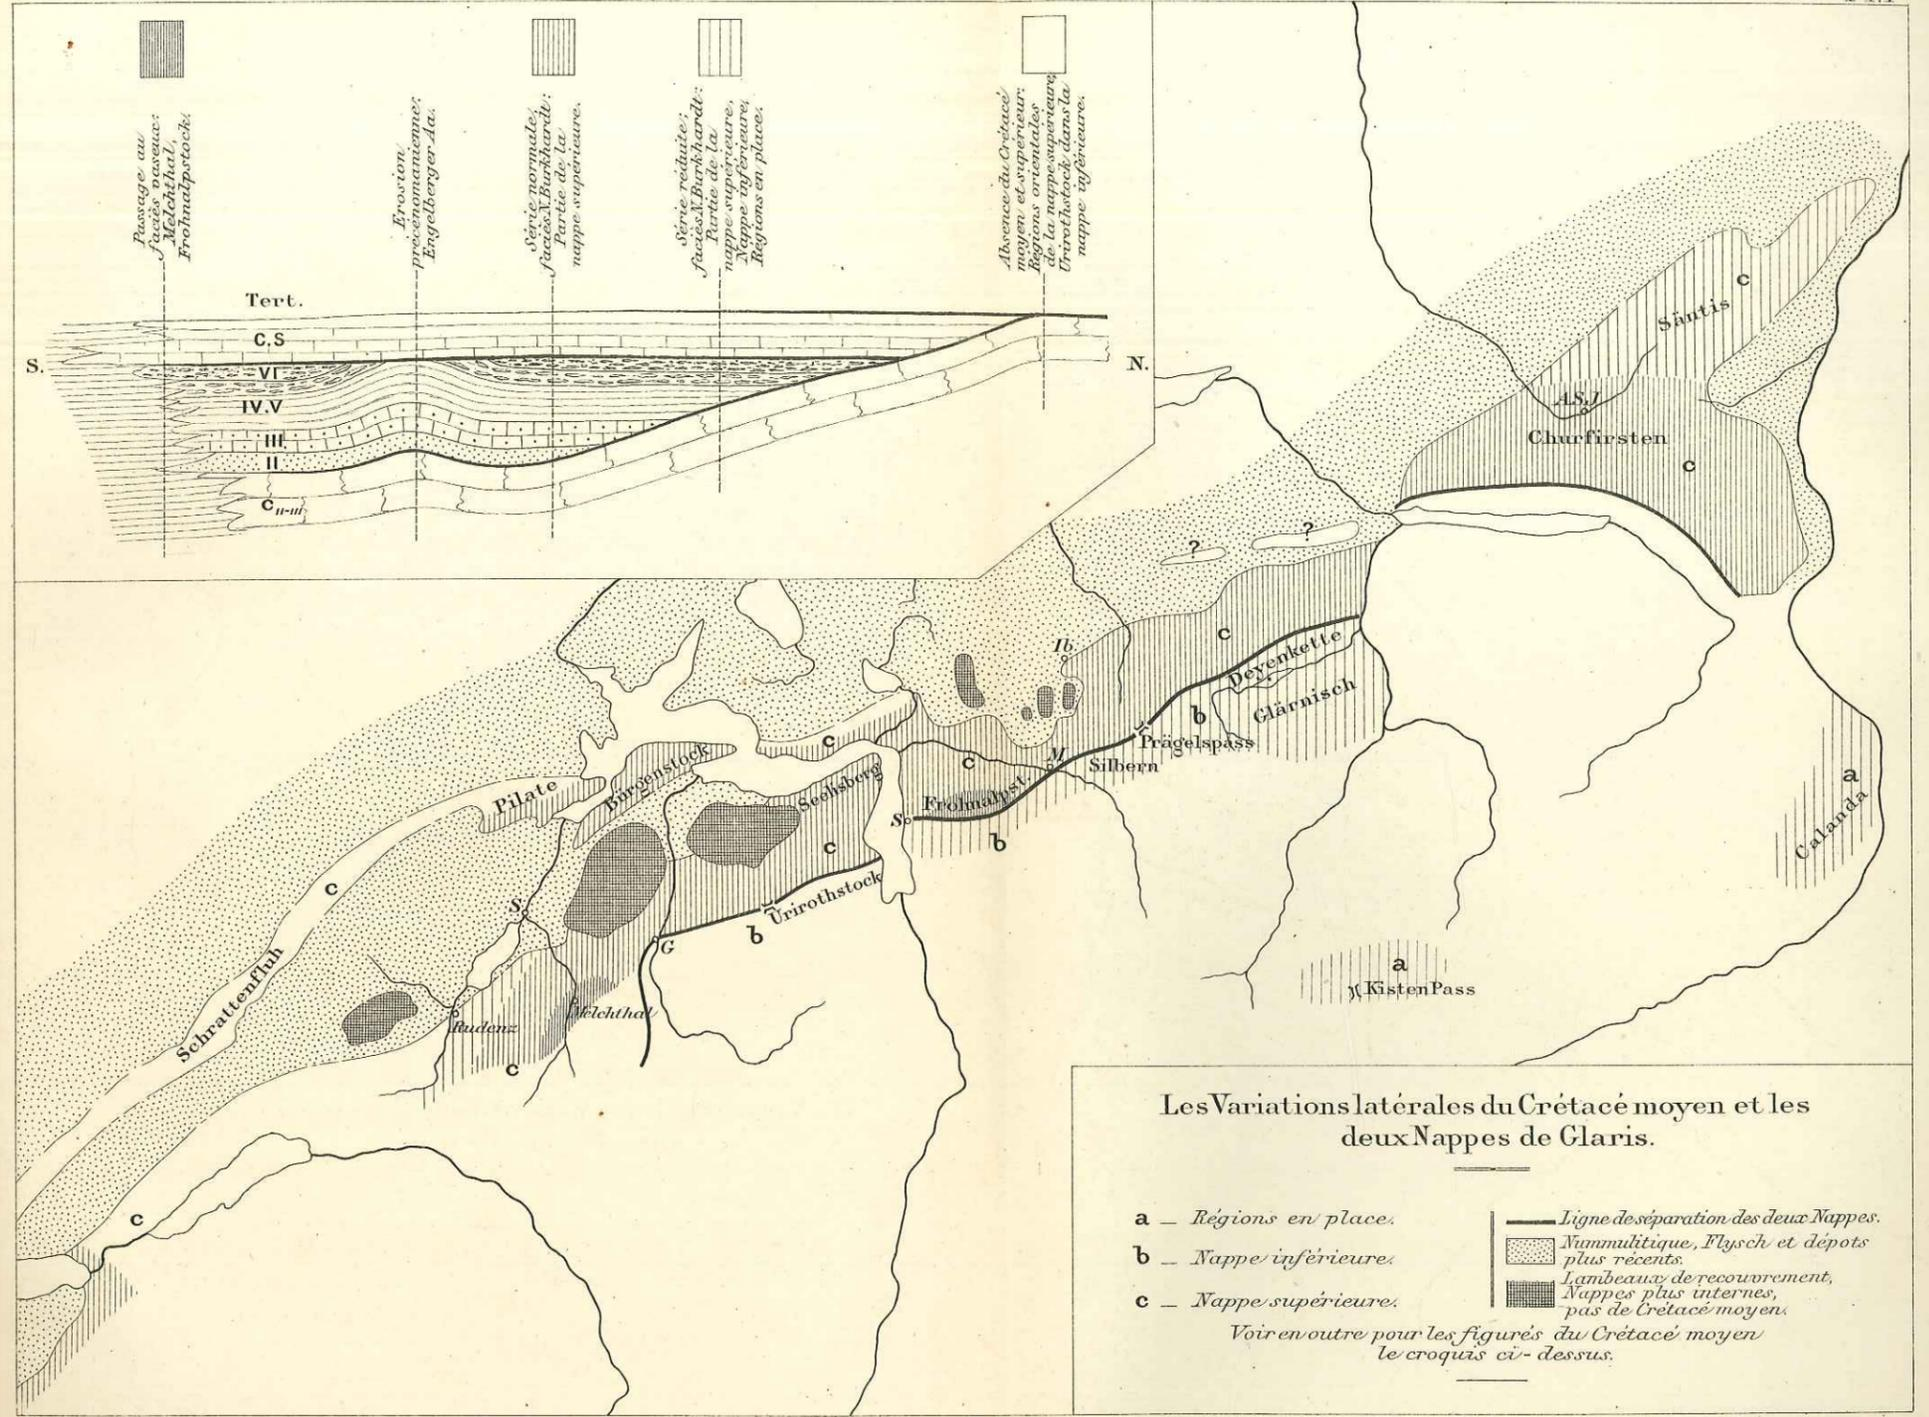 Passage au
faciès vaseux:
Melchthal,
Frohnalpstock.
Erosion
précénomanienne:
Engelberger Aa.
Série normale;
faciès N. Burkhardt:
Partie de la
nappe supérieure.
Série réduite;
faciès N. Burkhardt:
Partie de la
nappe supérieure,
Nappe inférieure,
Régions en place.
Absence du Crétacé
moyen et supérieur:
Régions orientales
de la nappe supérieure,
Urirothstock dans la
nappe inférieure.
Tert.
C.S
S.
N.
VI
IV.V
III
II
C II-III
c
Säntis
A.S.J
Churfirsten
c
?
?
Ib.
c
Deyenkette
Glärnisch
b
Prägelspass
M
Silbern
c
Frohnalpst.
S.
b
c
Bürgenstock
Pilate
Seelisberg
c
Urirothstock
b
G
S.
c
Schrattenfluh
Rudenz
Melchthal
c
c
a
Calanda
a
Kisten Pass
Les Variations latérales du Crétacé moyen et les
deux Nappes de Glaris.
a _ Régions en place.
b _ Nappe inférieure.
c _ Nappe supérieure.
Ligne de séparation des deux Nappes.
Nummulitique, Flysch et dépots
plus récents.
Lambeaux de recouvrement,
Nappes plus internes,
pas de Crétacé moyen.
Voir en outre pour les figurés du Crétacé moyen
le croquis ci-dessus.